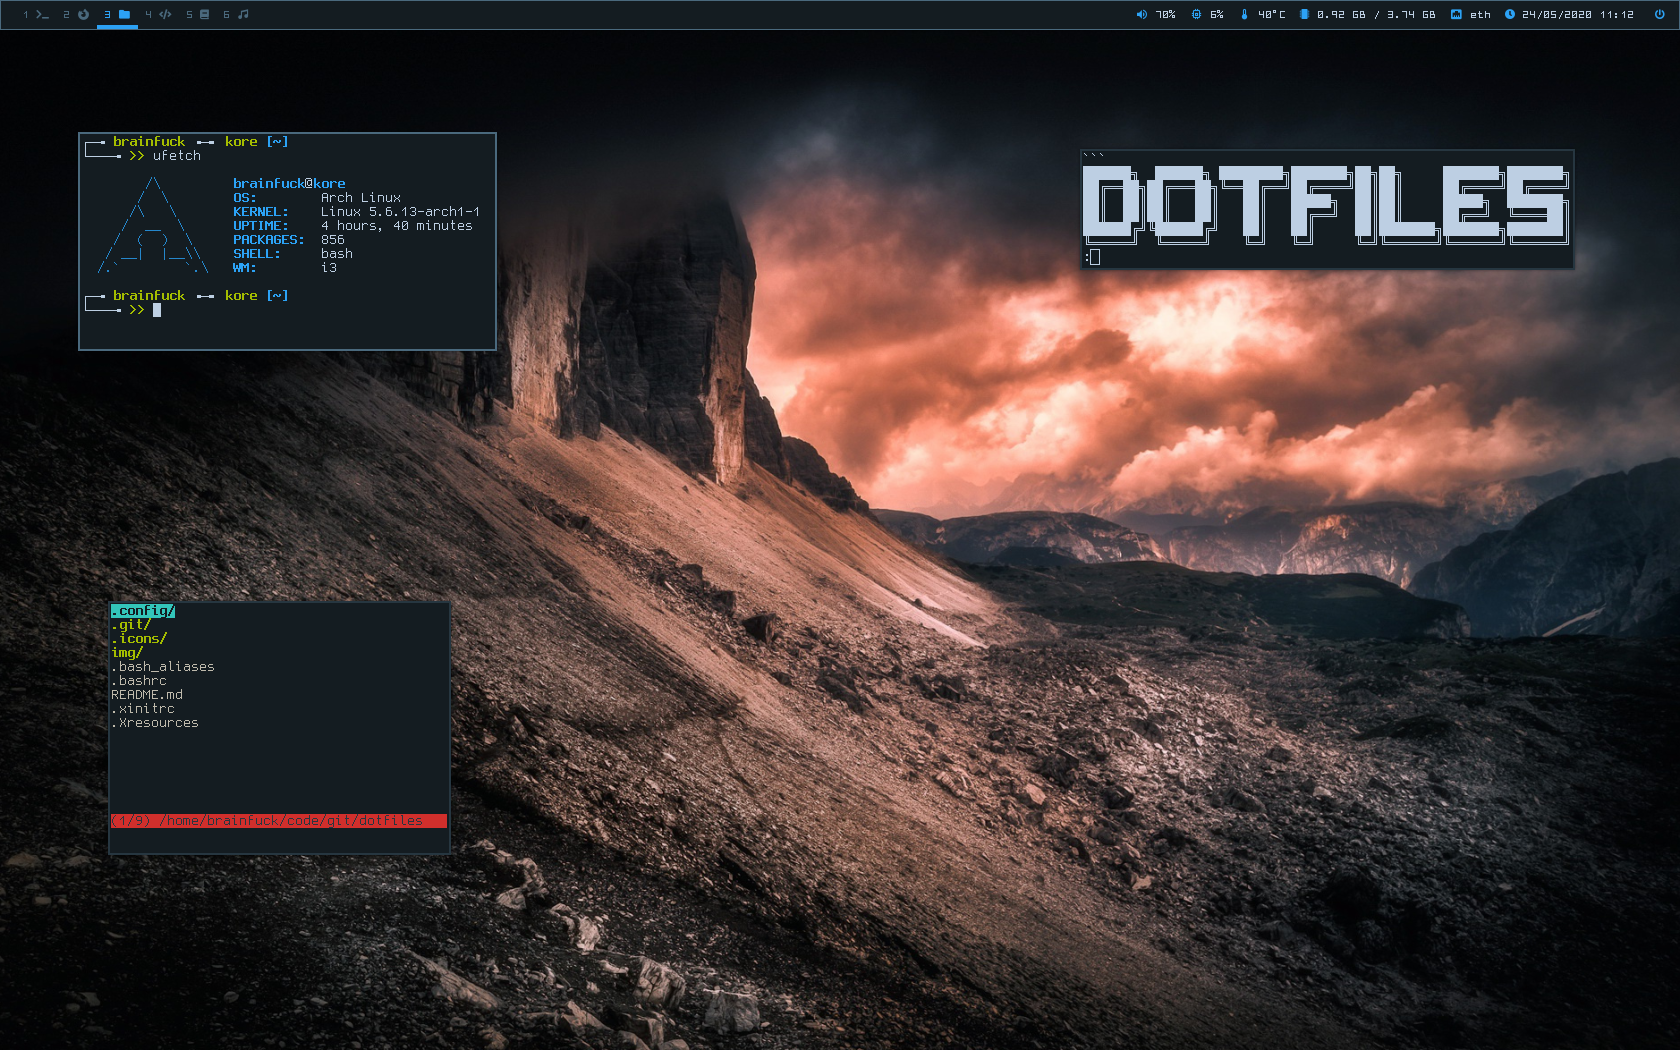 1 2 3 4 5 6 70% 6% 40°C 0.92 GB / 3.74 GB eth 24/05/2020 11:12
brainfuck kore [~]
>> ufetch
brainfuck@kore
OS: Arch Linux
KERNEL: Linux 5.6.13-arch1-1
UPTIME: 4 hours, 40 minutes
PACKAGES: 856
SHELL: bash
WM: i3
brainfuck kore [~]
>>
```
DOTFILES
:
.config/
.git/
.icons/
img/
.bash_aliases
.bashrc
README.md
.xinitrc
.Xresources
(1/9) /home/brainfuck/code/git/dotfiles